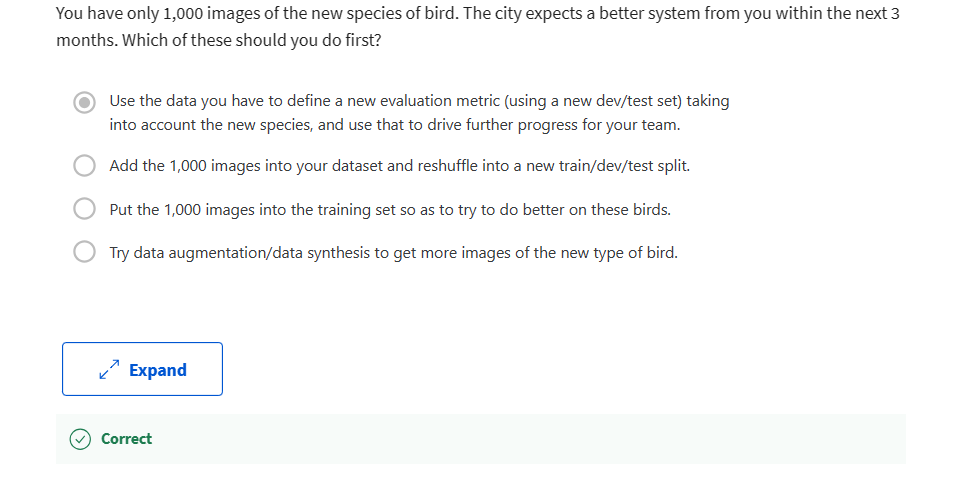 You have only 1,000 images of the new species of bird. The city expects a better system from you within the next 3
months. Which of these should you do first?
Use the data you have to define a new evaluation metric (using a new dev/test set) taking
into account the new species, and use that to drive further progress for your team.
Add the 1,000 images into your dataset and reshuffle into a new train/dev/test split.
Put the 1,000 images into the training set so as to try to do better on these birds.
Try data augmentation/data synthesis to get more images of the new type of bird.
Expand
Correct